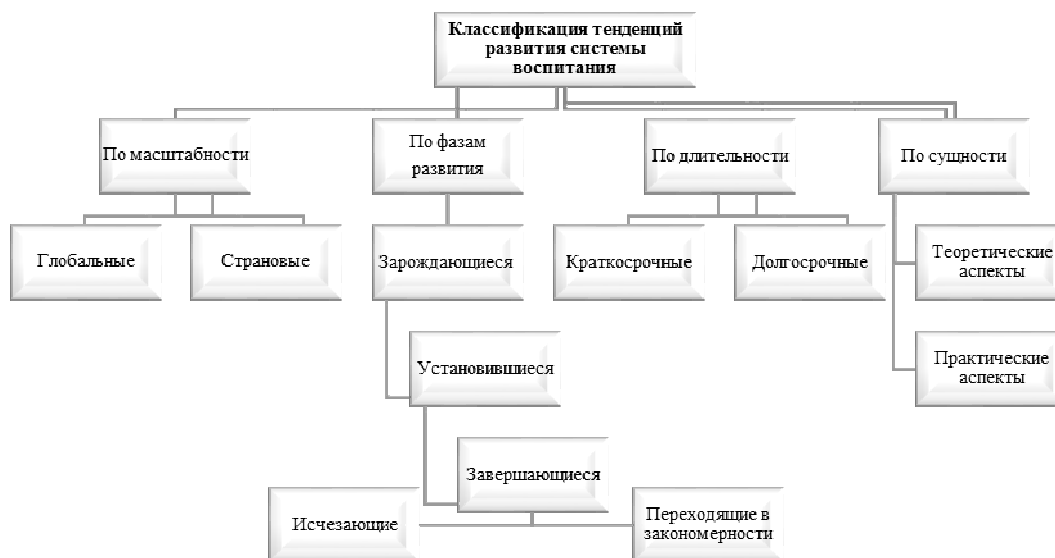 Классификация тенденций
развития системы
воспитания
По масштабности
По фазам
развития
По длительности
По сущности
Глобальные
Страновые
Зарождающиеся
Краткосрочные
Долгосрочные
Теоретические
аспекты
Установившиеся
Практические
аспекты
Завершающиеся
Исчезающие
Переходящие в
закономерности